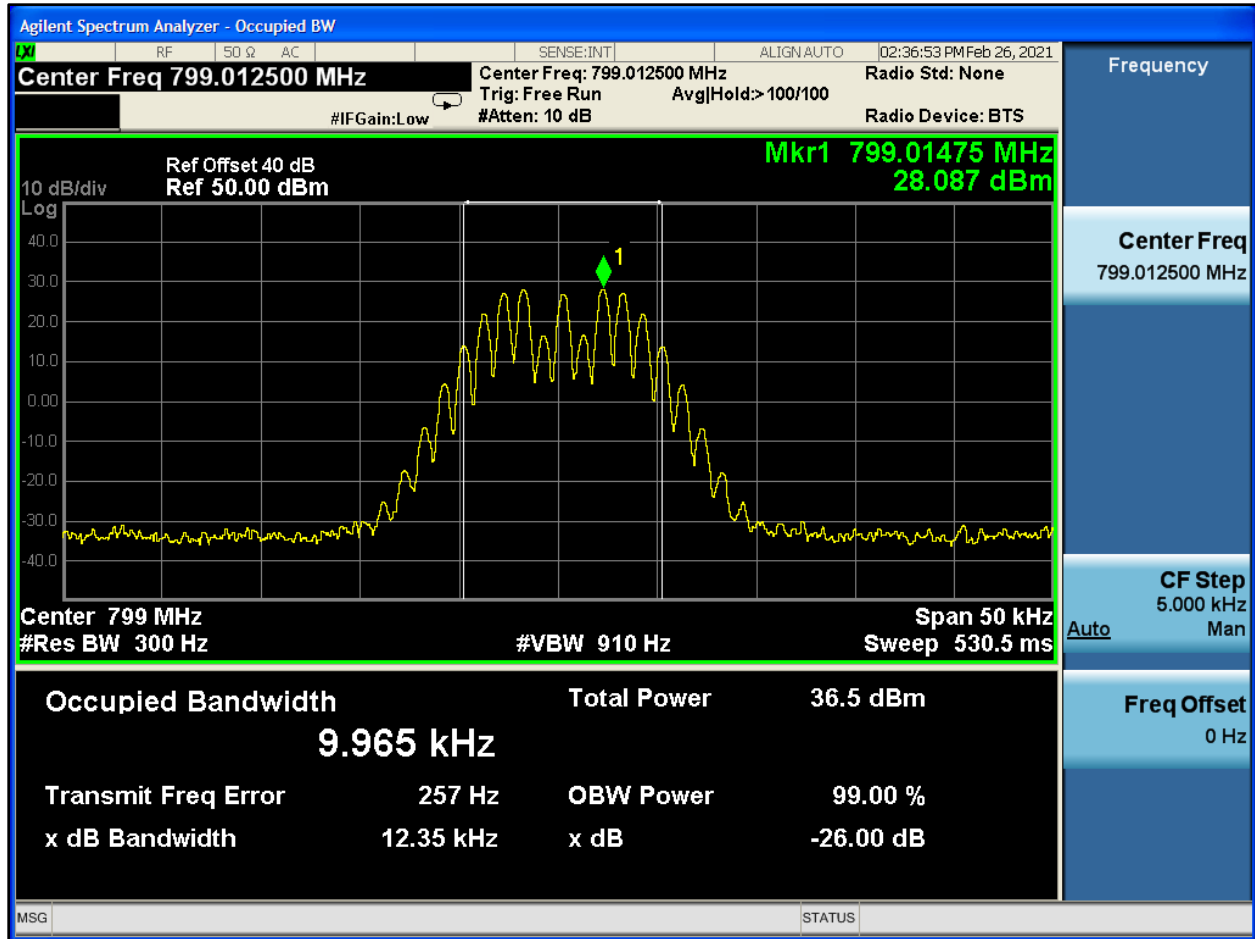 Agilent Spectrum Analyzer - Occupied BW
LXI RF 50 Ω AC SENSE:INT ALIGN AUTO 02:36:53 PM Feb 26, 2021
Center Freq 799.012500 MHz
Center Freq: 799.012500 MHz Radio Std: None
Trig: Free Run Avg|Hold:>100/100
#IFGain:Low #Atten: 10 dB Radio Device: BTS
Mkr1 799.01475 MHz
28.087 dBm
Ref Offset 40 dB
10 dB/div Ref 50.00 dBm
Log
40.0
30.0
20.0
10.0
0.00
-10.0
-20.0
-30.0
-40.0
1
Center 799 MHz Span 50 kHz
#Res BW 300 Hz #VBW 910 Hz Sweep 530.5 ms
Occupied Bandwidth Total Power 36.5 dBm
9.965 kHz
Transmit Freq Error 257 Hz OBW Power 99.00 %
x dB Bandwidth 12.35 kHz x dB -26.00 dB
MSG STATUS
Frequency
Center Freq
799.012500 MHz
CF Step
5.000 kHz
Auto Man
Freq Offset
0 Hz